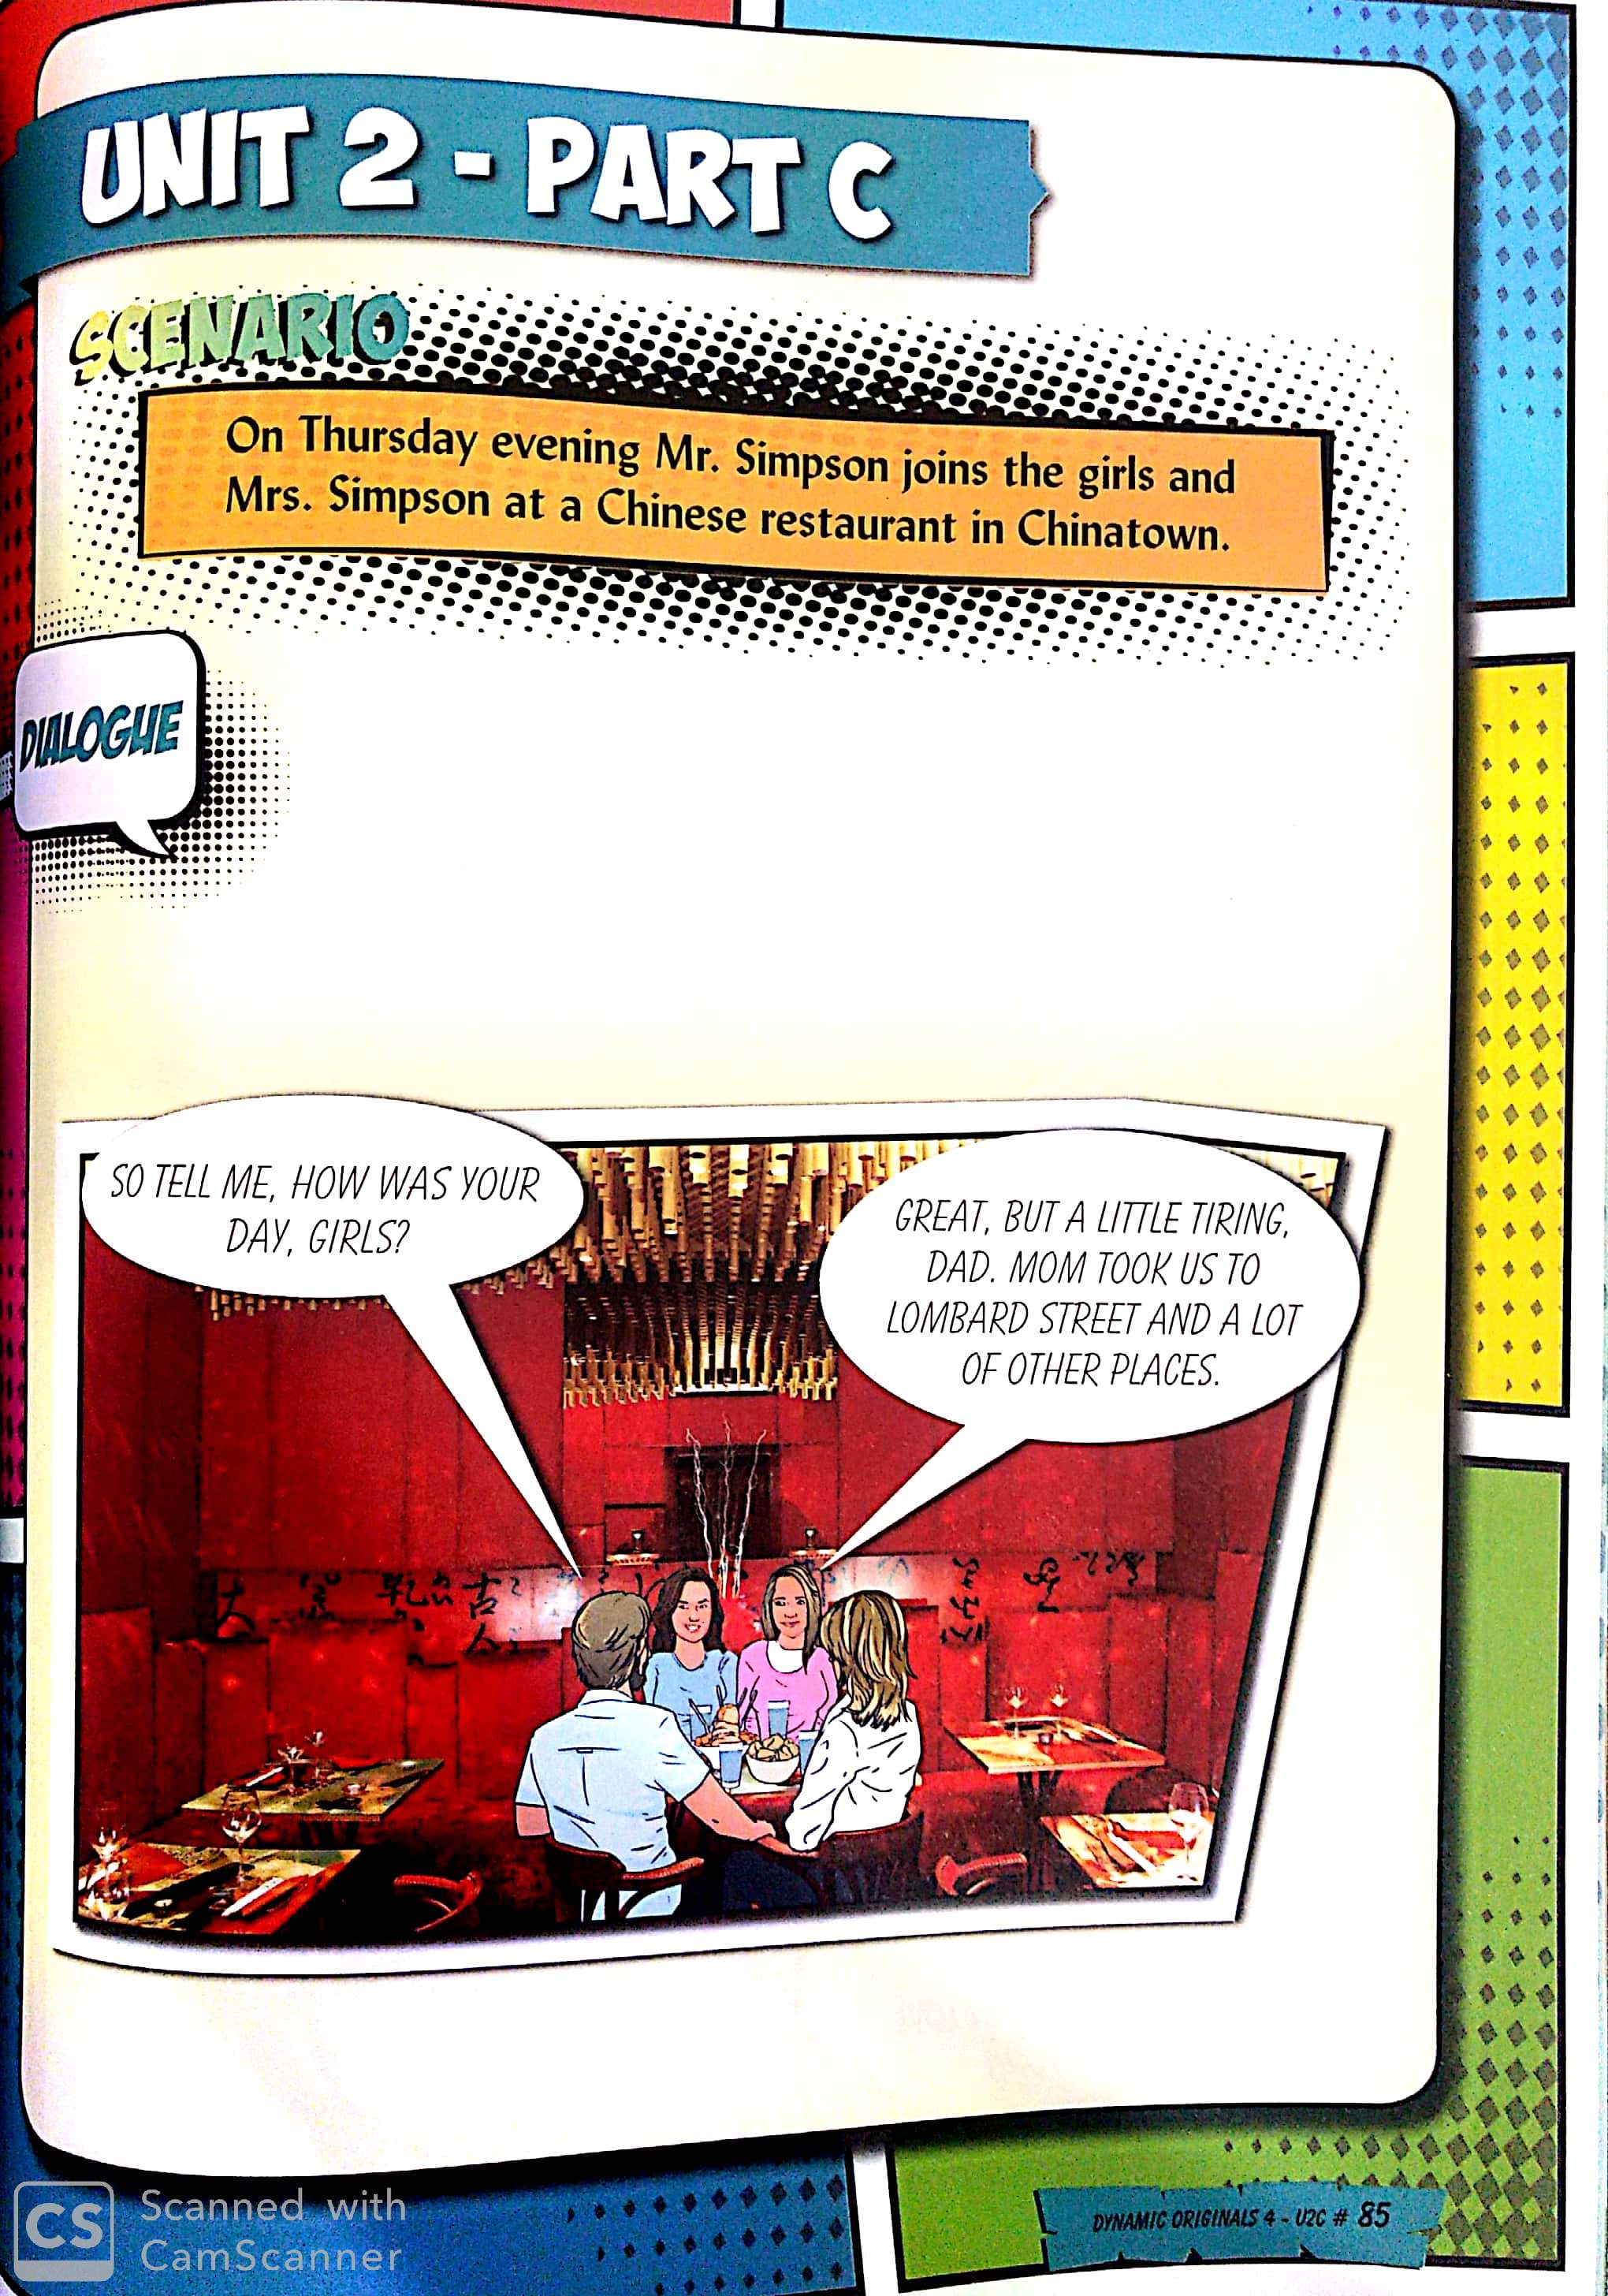 UNIT 2 - PART C
SCENARIO
On Thursday evening Mr. Simpson joins the girls and
Mrs. Simpson at a Chinese restaurant in Chinatown.
DIALOGUE
SO TELL ME, HOW WAS YOUR
DAY, GIRLS?
GREAT, BUT A LITTLE TIRING,
DAD. MOM TOOK US TO
LOMBARD STREET AND A LOT
OF OTHER PLACES.
DYNAMIC ORIGINALS 4 - U2C # 85
CS
Scanned with
CamScanner